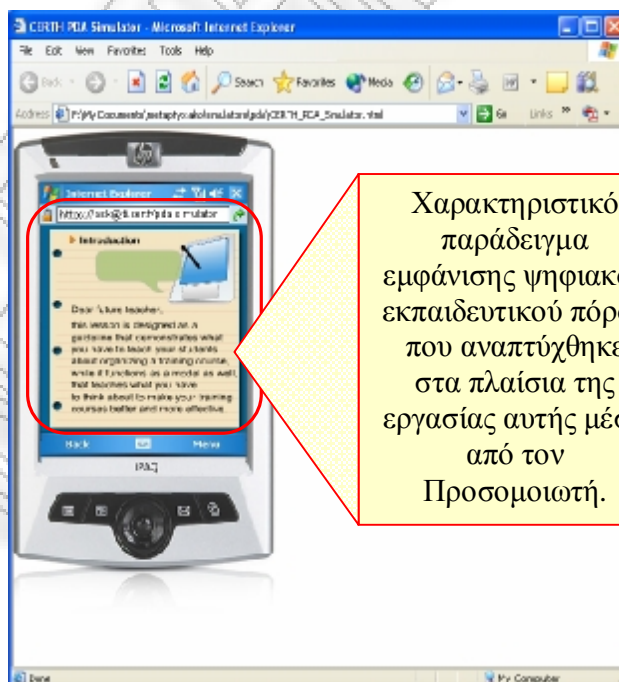 CERTH PDA Simulator - Microsoft Internet Explorer
File Edit View Favorites Tools Help
Back Search Favorites Media
Address Go Links
Internet Explorer
Introduction
Dear future teacher,
this lesson is designed as a
guideline that demonstrates what
you have to teach your students
about organizing a training course,
while it functions as a model as well,
that teaches what you have
to think about to make your training
courses better and more effective.
Back Menu
iPAQ
Χαρακτηριστικό
παράδειγμα
εμφάνισης ψηφιακο
εκπαιδευτικού πόρο
που αναπτύχθηκε
στα πλαίσια της
εργασίας αυτής μέσ
από τον
Προσομοιωτή.
Done My Computer